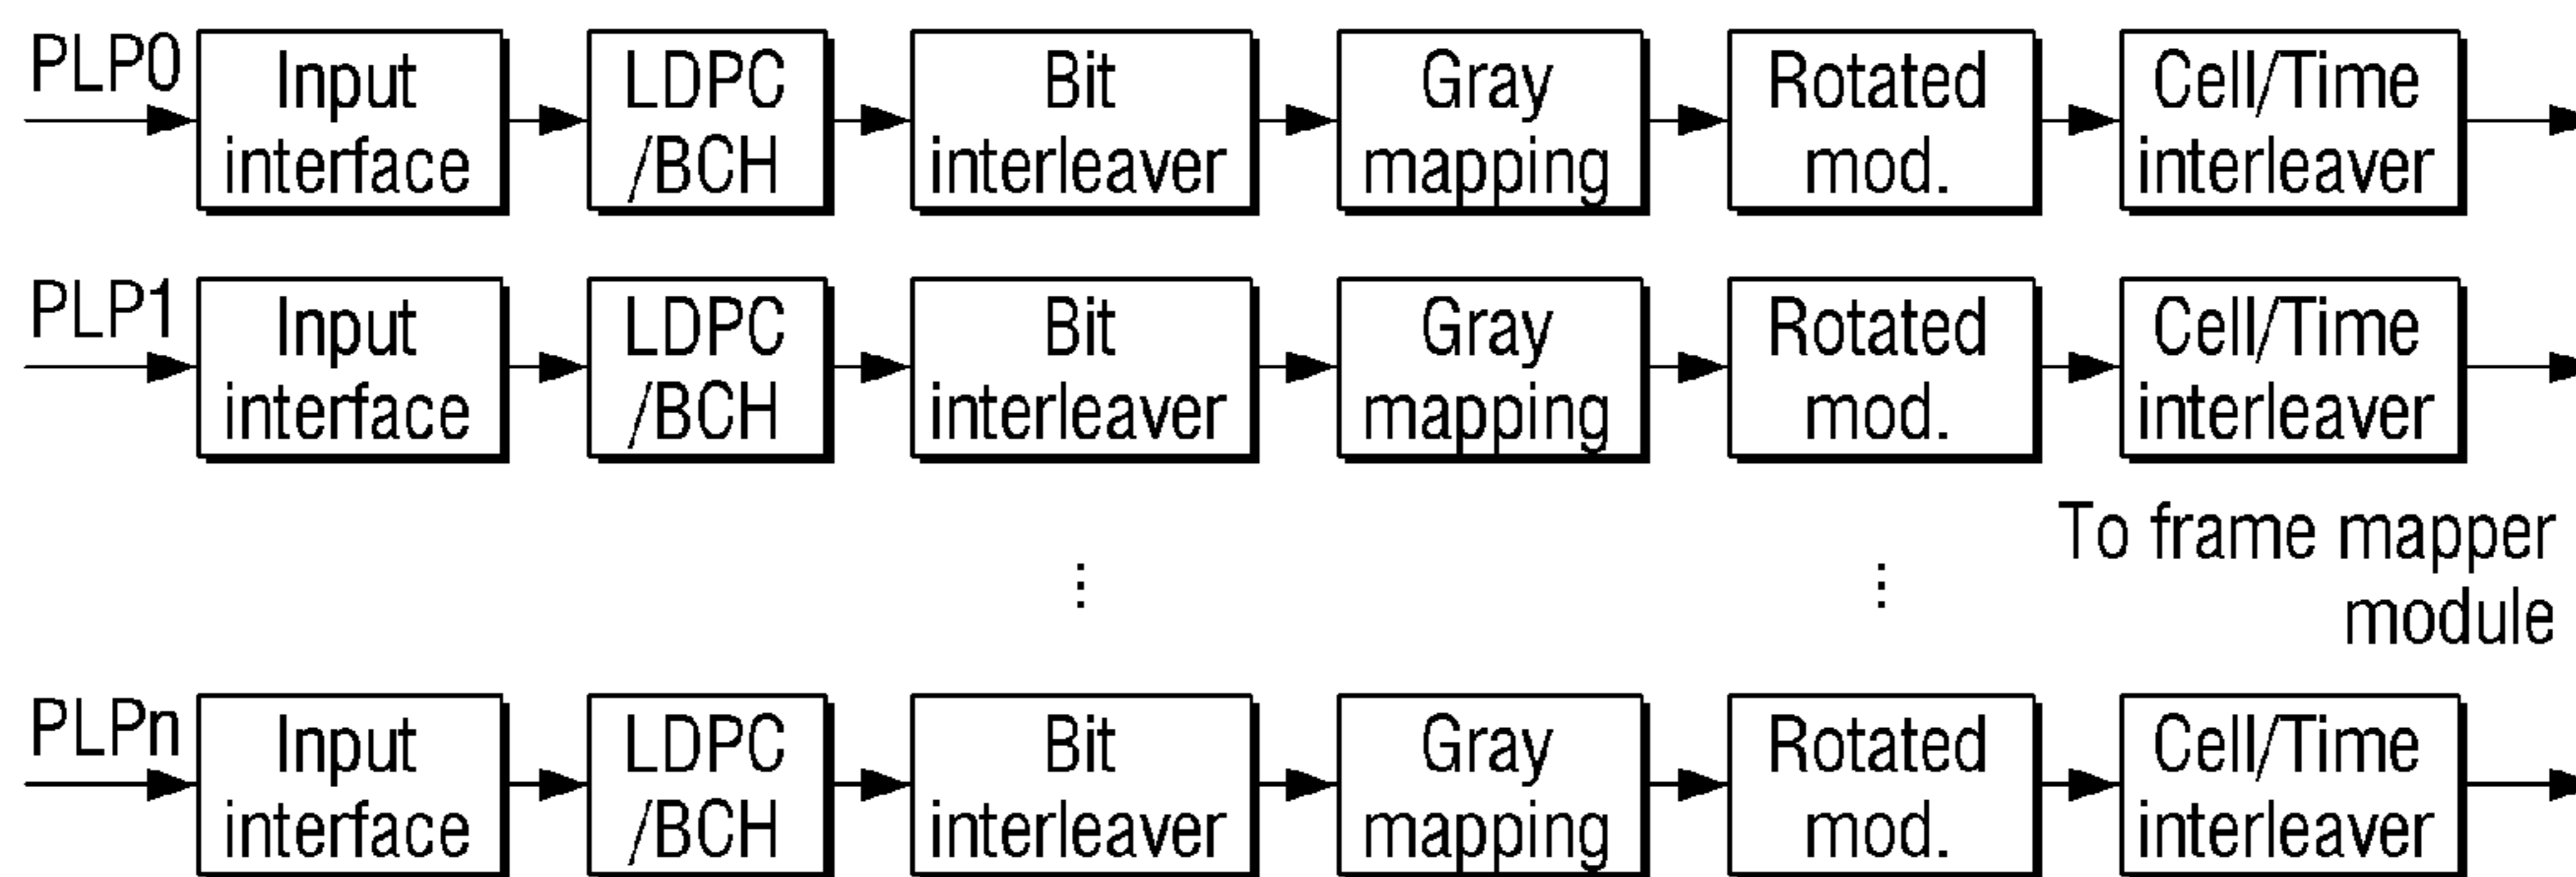 PLP0
Input
interface
LDPC
/BCH
Bit
interleaver
Gray
mapping
Rotated
mod.
Cell/Time
interleaver
PLP1
Input
interface
LDPC
/BCH
Bit
interleaver
Gray
mapping
Rotated
mod.
Cell/Time
interleaver
To frame mapper
module
PLPn
Input
interface
LDPC
/BCH
Bit
interleaver
Gray
mapping
Rotated
mod.
Cell/Time
interleaver